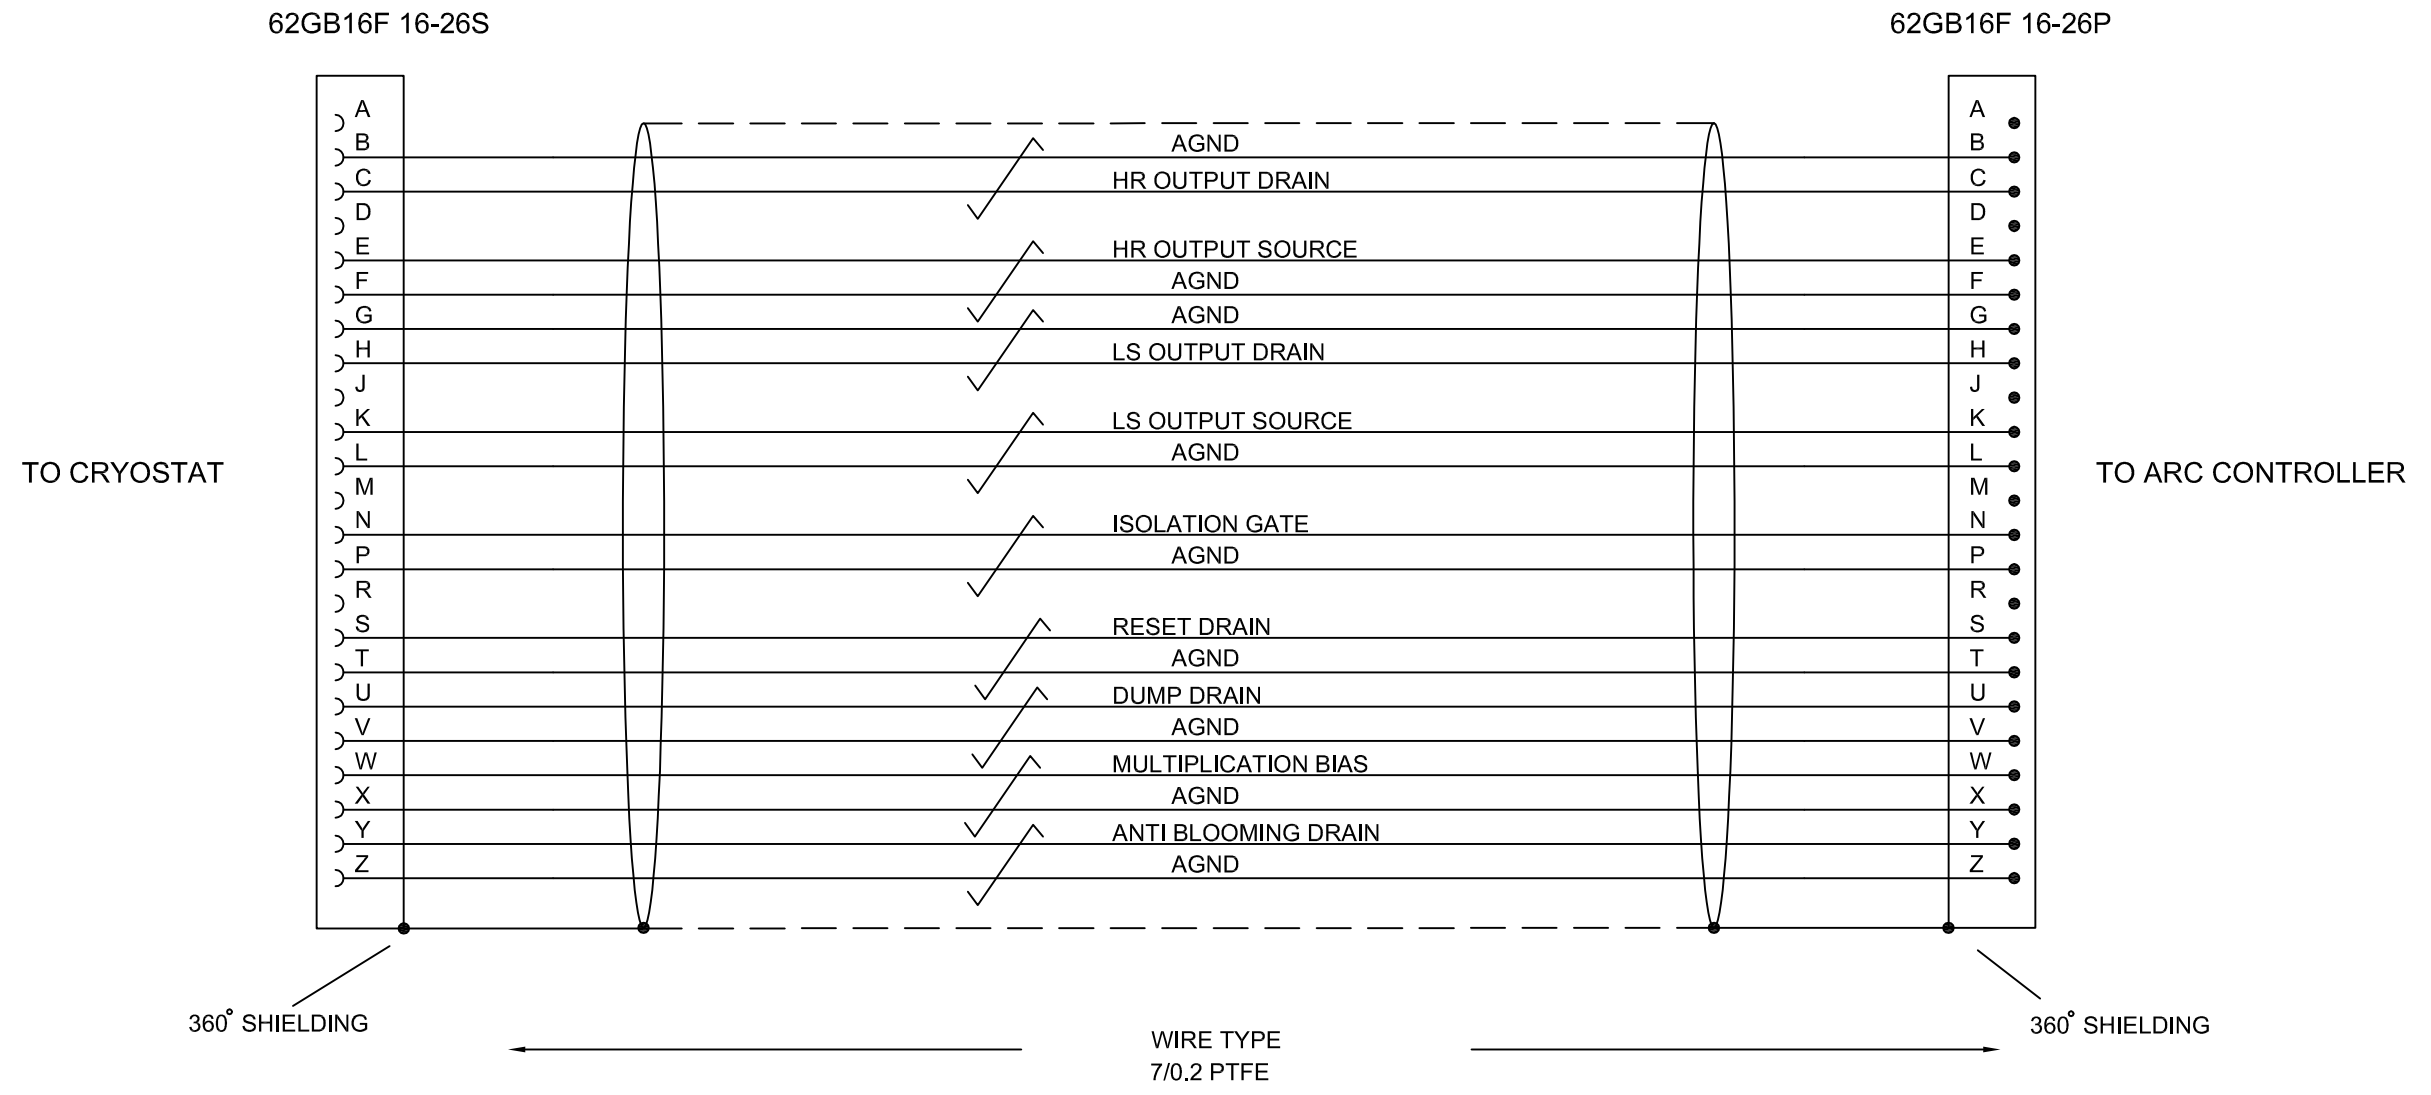 62GB16F 16-26S 62GB16F 16-26P
A A
B AGND B
C HR OUTPUT DRAIN C
D D
E HR OUTPUT SOURCE E
F AGND F
G AGND G
H LS OUTPUT DRAIN H
J J
K LS OUTPUT SOURCE K
L AGND L
TO CRYOSTAT TO ARC CONTROLLER
M M
N ISOLATION GATE N
P AGND P
R R
S RESET DRAIN S
T AGND T
U DUMP DRAIN U
V AGND V
W MULTIPLICATION BIAS W
X AGND X
Y ANTI BLOOMING DRAIN Y
Z AGND Z
360° SHIELDING 360° SHIELDING
WIRE TYPE
7/0.2 PTFE